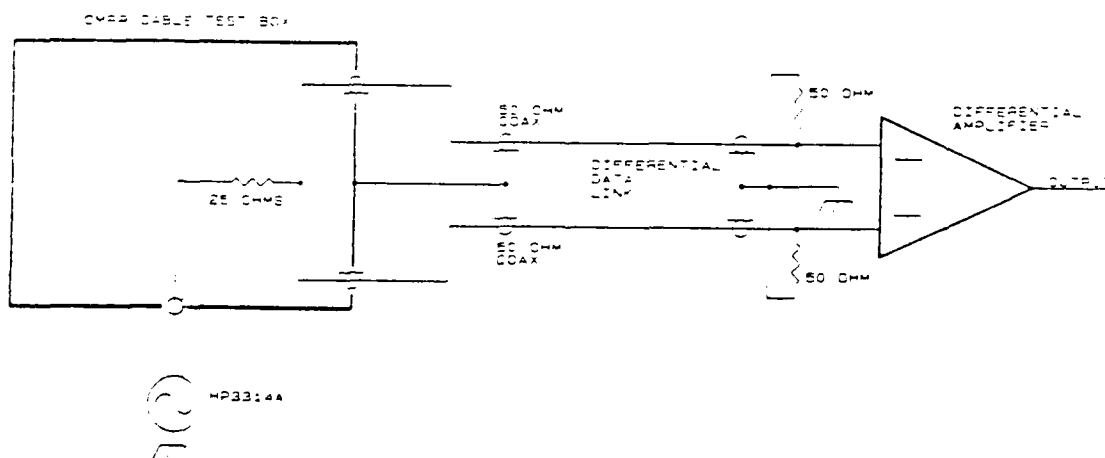 CMRR CABLE TEST BOX
50 OHM
COAX
50 OHM
DIFFERENTIAL
AMPLIFIER
DIFFERENTIAL
DATA
LINK
25 OHMS
OUTPUT
50 OHM
COAX
50 OHM
HP3314A